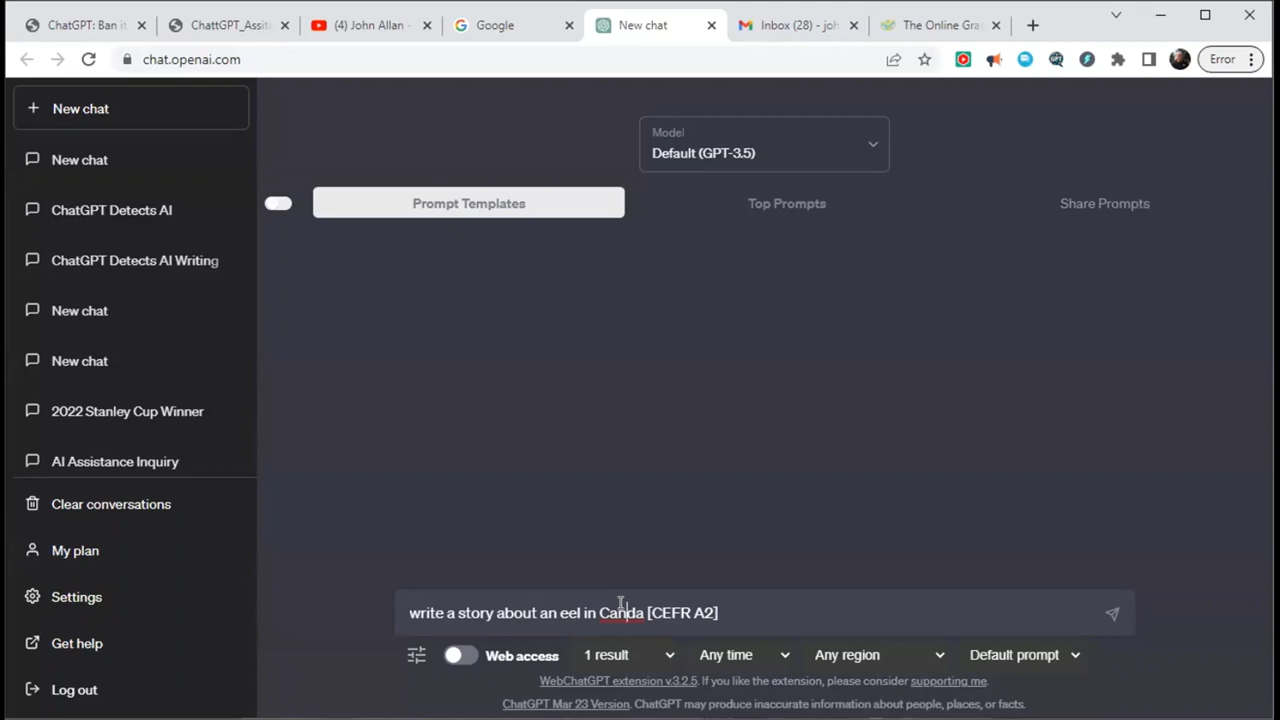 ChatGPT: Ban it
ChattGPT_Assit
(4) John Allan -
Google
New chat
Inbox (28) - joh
The Online Gra
chat.openai.com
Error
New chat
New chat
ChatGPT Detects AI
ChatGPT Detects AI Writing
New chat
New chat
2022 Stanley Cup Winner
AI Assistance Inquiry
Clear conversations
My plan
Settings
Get help
Log out
Model
Default (GPT-3.5)
Prompt Templates
Top Prompts
Share Prompts
write a story about an eel in Canda [CEFR A2]
Web access
1 result
Any time
Any region
Default prompt
WebChatGPT extension v.3.2.5. If you like the extension, please consider supporting me.
ChatGPT Mar 23 Version. ChatGPT may produce inaccurate information about people, places, or facts.